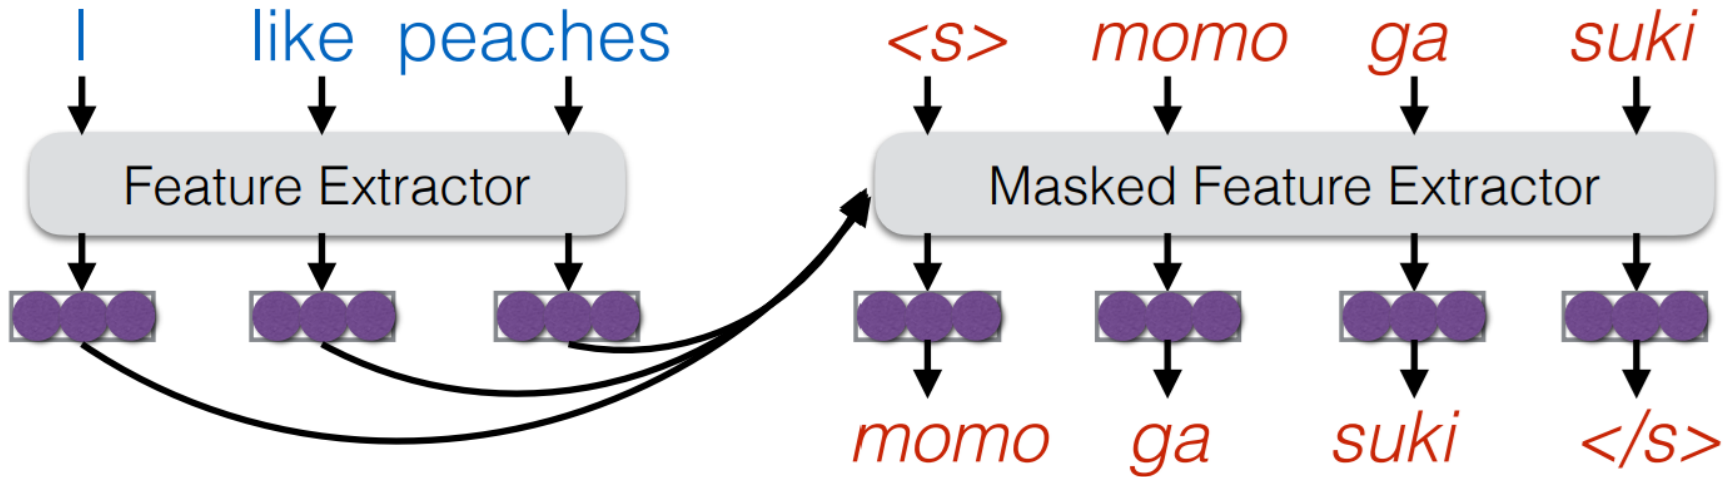 I like peaches
<s> momo ga suki
Feature Extractor
Masked Feature Extractor
momo ga suki </s>